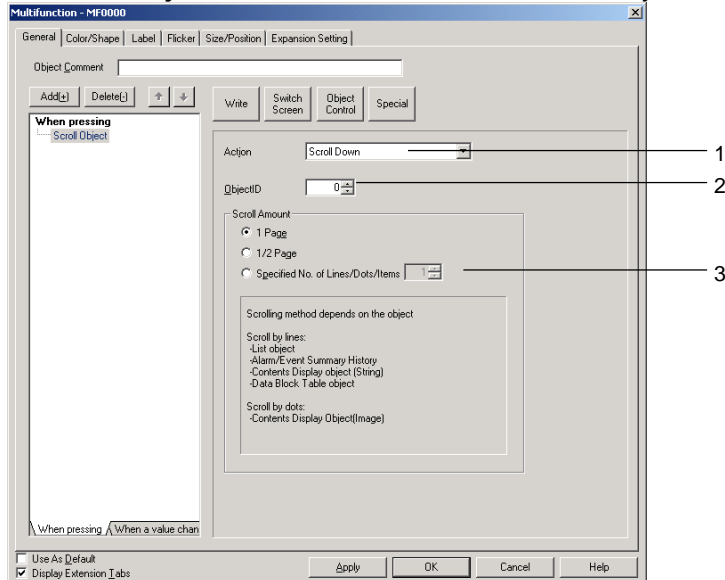 Multifunction - MF0000
General Color/Shape Label Flicker Size/Position Expansion Setting
Object Comment
Add(+) Delete(-)
Write Switch Screen Object Control Special
When pressing
Scroll Object
Action Scroll Down 1
ObjectID 0 2
Scroll Amount
1 Page
1/2 Page
Specified No. of Lines/Dots/Items 1 3
Scrolling method depends on the object
Scroll by lines:
-List object
-Alarm/Event Summary History
-Contents Display object (String)
-Data Block Table object
Scroll by dots:
-Contents Display Object(Image)
When pressing When a value chan
Use As Default
Display Extension Tabs
Apply OK Cancel Help